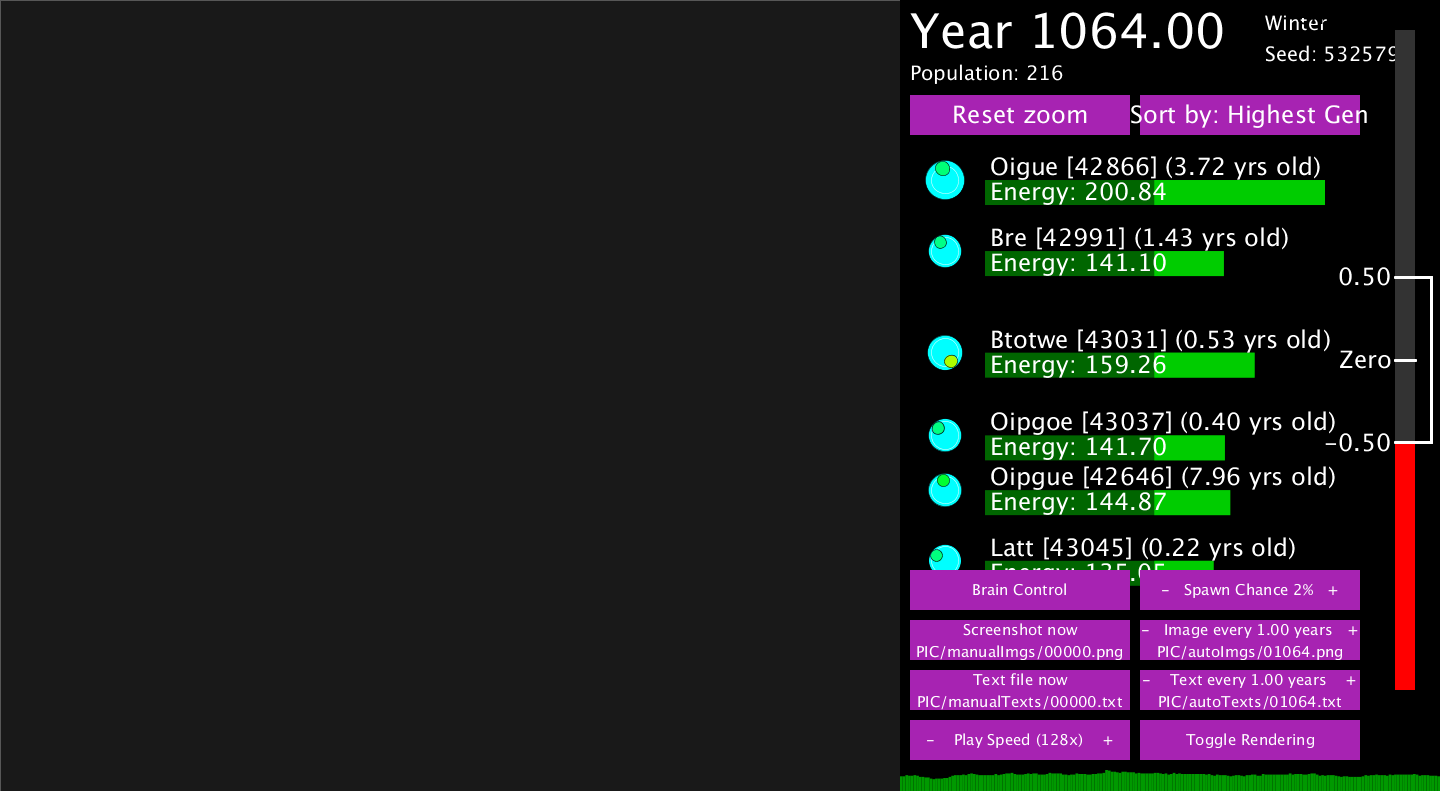 Year 1064.00
Winter
Seed: 532579
Population: 216
Reset zoom
Sort by: Highest Gen
Oigue [42866] (3.72 yrs old)
Energy: 200.84
Bre [42991] (1.43 yrs old)
Energy: 141.10
0.50
Btotwe [43031] (0.53 yrs old)
Energy: 159.26
Zero
Oipgoe [43037] (0.40 yrs old)
Energy: 141.70
-0.50
Oipgue [42646] (7.96 yrs old)
Energy: 144.87
Latt [43045] (0.22 yrs old)
Energy: 135.05
Brain Control
- Spawn Chance 2% +
Screenshot now
PIC/manualImgs/00000.png
- Image every 1.00 years +
PIC/autoImgs/01064.png
Text file now
PIC/manualTexts/00000.txt
- Text every 1.00 years +
PIC/autoTexts/01064.txt
- Play Speed (128x) +
Toggle Rendering